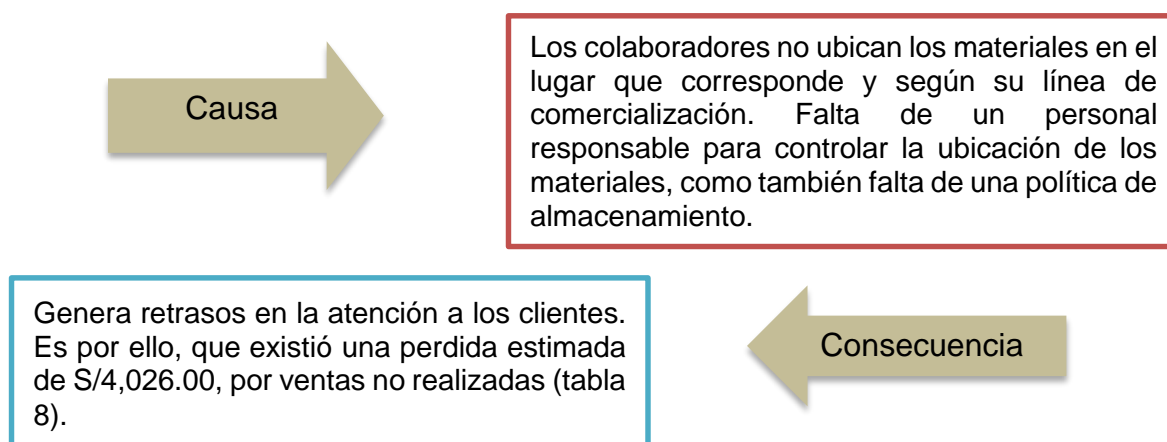 Causa
Los colaboradores no ubican los materiales en el
lugar que corresponde y según su línea de
comercialización. Falta de un personal
responsable para controlar la ubicación de los
materiales, como también falta de una política de
almacenamiento.
Genera retrasos en la atención a los clientes.
Es por ello, que existió una perdida estimada
de S/4,026.00, por ventas no realizadas (tabla
8).
Consecuencia